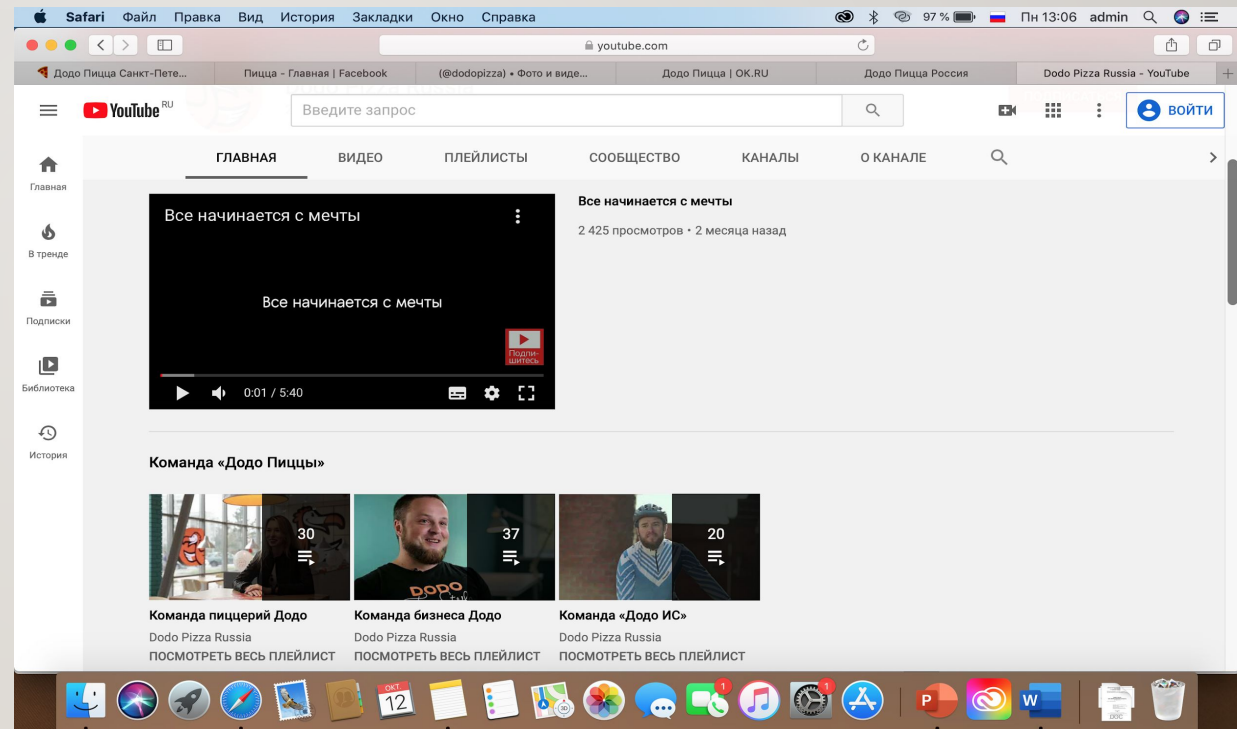 Safari Файл Правка Вид История Закладки Окно Справка 97 % Пн 13:06 admin
youtube.com
Додо Пицца Санкт-Пете... Пицца - Главная | Facebook (@dodopizza) • Фото и виде... Додо Пицца | OK.RU Додо Пицца Россия Dodo Pizza Russia - YouTube
YouTube RU Введите запрос ВОЙТИ
ГЛАВНАЯ ВИДЕО ПЛЕЙЛИСТЫ СООБЩЕСТВО КАНАЛЫ О КАНАЛЕ
Главная
В тренде
Подписки
Библиотека
История
Все начинается с мечты
Все начинается с мечты
Подпи-
шитесь
0:01 / 5:40
Все начинается с мечты
2 425 просмотров • 2 месяца назад
Команда «Додо Пиццы»
30 37 20
DODO
Команда пиццерий Додо Команда бизнеса Додо Команда «Додо ИС»
Dodo Pizza Russia Dodo Pizza Russia Dodo Pizza Russia
ПОСМОТРЕТЬ ВЕСЬ ПЛЕЙЛИСТ ПОСМОТРЕТЬ ВЕСЬ ПЛЕЙЛИСТ ПОСМОТРЕТЬ ВЕСЬ ПЛЕЙЛИСТ
ОКТ.
12 3D 1 1 P W DOC